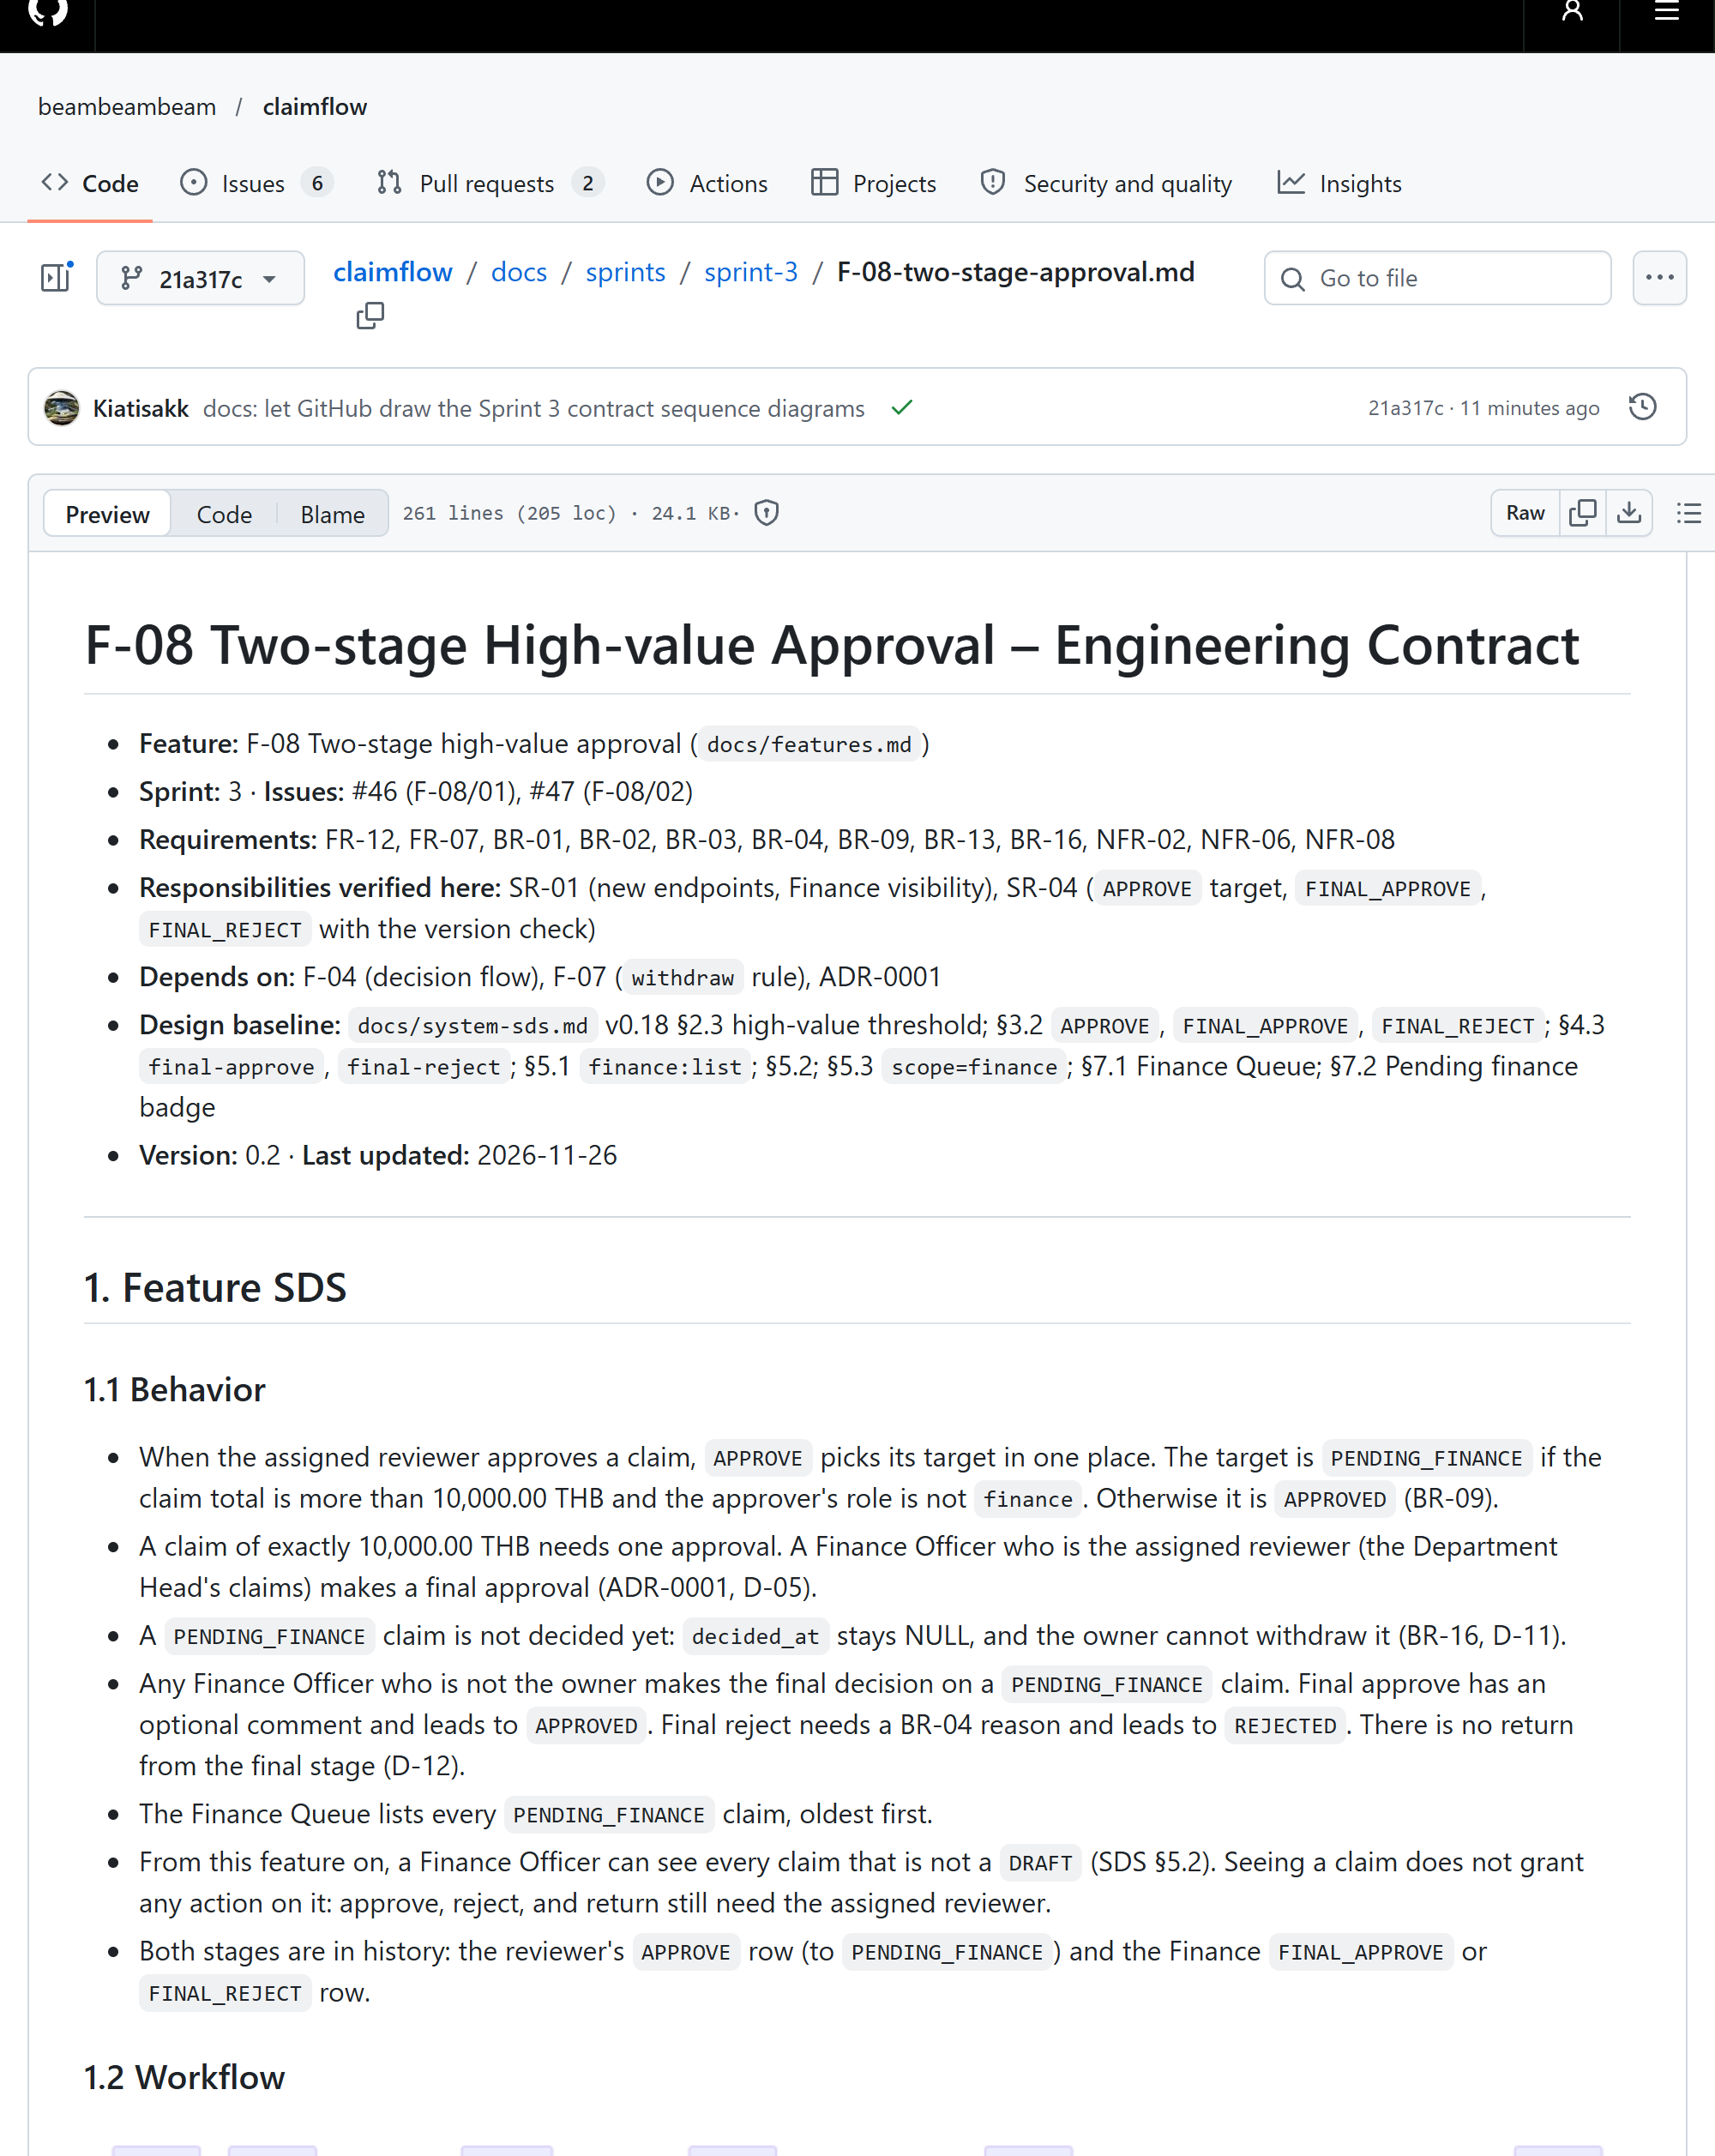 beambeambeam / claimflow
Code Issues 6 Pull requests 2 Actions Projects Security and quality Insights
21a317c claimflow / docs / sprints / sprint-3 / F-08-two-stage-approval.md Go to file
Kiatisakk docs: let GitHub draw the Sprint 3 contract sequence diagrams 21a317c · 11 minutes ago
Preview Code Blame 261 lines (205 loc) · 24.1 KB · Raw
F-08 Two-stage High-value Approval – Engineering Contract
Feature: F-08 Two-stage high-value approval (docs/features.md)
Sprint: 3 · Issues: #46 (F-08/01), #47 (F-08/02)
Requirements: FR-12, FR-07, BR-01, BR-02, BR-03, BR-04, BR-09, BR-13, BR-16, NFR-02, NFR-06, NFR-08
Responsibilities verified here: SR-01 (new endpoints, Finance visibility), SR-04 (APPROVE target, FINAL_APPROVE,
FINAL_REJECT with the version check)
Depends on: F-04 (decision flow), F-07 (withdraw rule), ADR-0001
Design baseline: docs/system-sds.md v0.18 §2.3 high-value threshold; §3.2 APPROVE, FINAL_APPROVE, FINAL_REJECT; §4.3
final-approve, final-reject; §5.1 finance:list; §5.2; §5.3 scope=finance; §7.1 Finance Queue; §7.2 Pending finance
badge
Version: 0.2 · Last updated: 2026-11-26
1. Feature SDS
1.1 Behavior
When the assigned reviewer approves a claim, APPROVE picks its target in one place. The target is PENDING_FINANCE if the
claim total is more than 10,000.00 THB and the approver's role is not finance. Otherwise it is APPROVED (BR-09).
A claim of exactly 10,000.00 THB needs one approval. A Finance Officer who is the assigned reviewer (the Department
Head's claims) makes a final approval (ADR-0001, D-05).
A PENDING_FINANCE claim is not decided yet: decided_at stays NULL, and the owner cannot withdraw it (BR-16, D-11).
Any Finance Officer who is not the owner makes the final decision on a PENDING_FINANCE claim. Final approve has an
optional comment and leads to APPROVED. Final reject needs a BR-04 reason and leads to REJECTED. There is no return
from the final stage (D-12).
The Finance Queue lists every PENDING_FINANCE claim, oldest first.
From this feature on, a Finance Officer can see every claim that is not a DRAFT (SDS §5.2). Seeing a claim does not grant
any action on it: approve, reject, and return still need the assigned reviewer.
Both stages are in history: the reviewer's APPROVE row (to PENDING_FINANCE) and the Finance FINAL_APPROVE or
FINAL_REJECT row.
1.2 Workflow